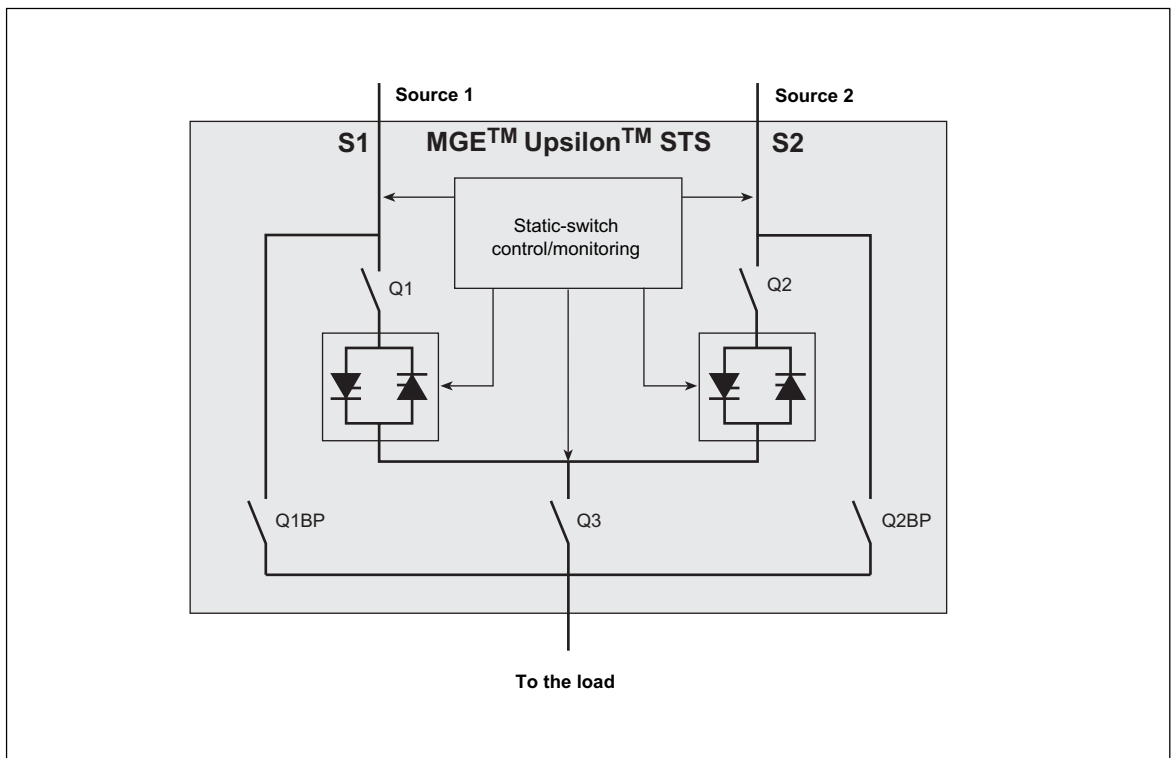 Source 1
Source 2
S1
MGE™ Upsilon™ STS
S2
Static-switch
control/monitoring
Q1
Q2
Q1BP
Q3
Q2BP
To the load